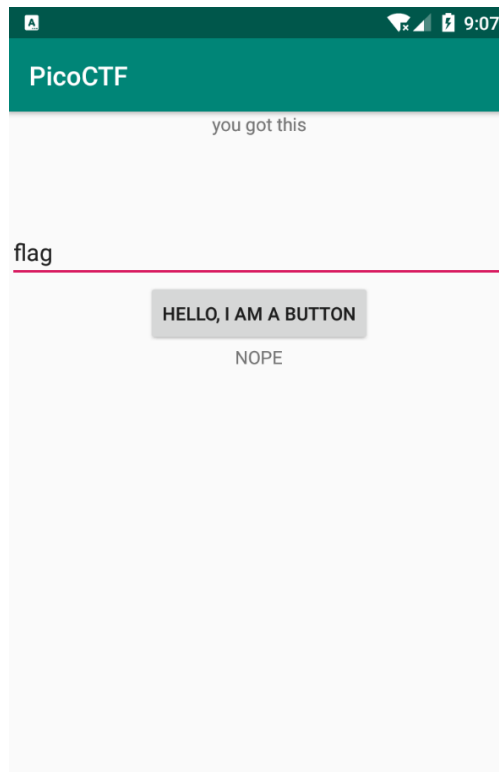 9:07
PicoCTF
you got this
flag
HELLO, I AM A BUTTON
NOPE